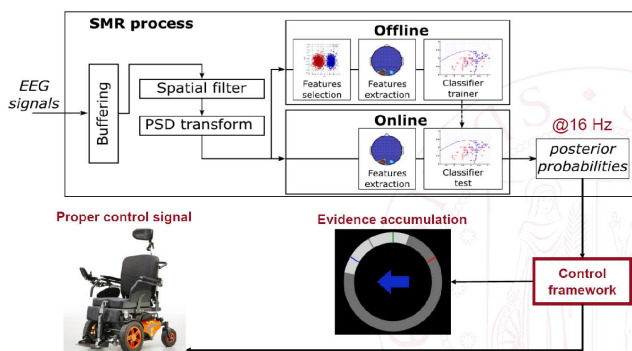 SMR process
EEG
signals
Buffering
Spatial filter
PSD transform
Offline
Features
selection
Features
extraction
Classifier
trainer
Online
Features
extraction
Classifier
test
@16 Hz
posterior
probabilities
Proper control signal
Evidence accumulation
Control
framework